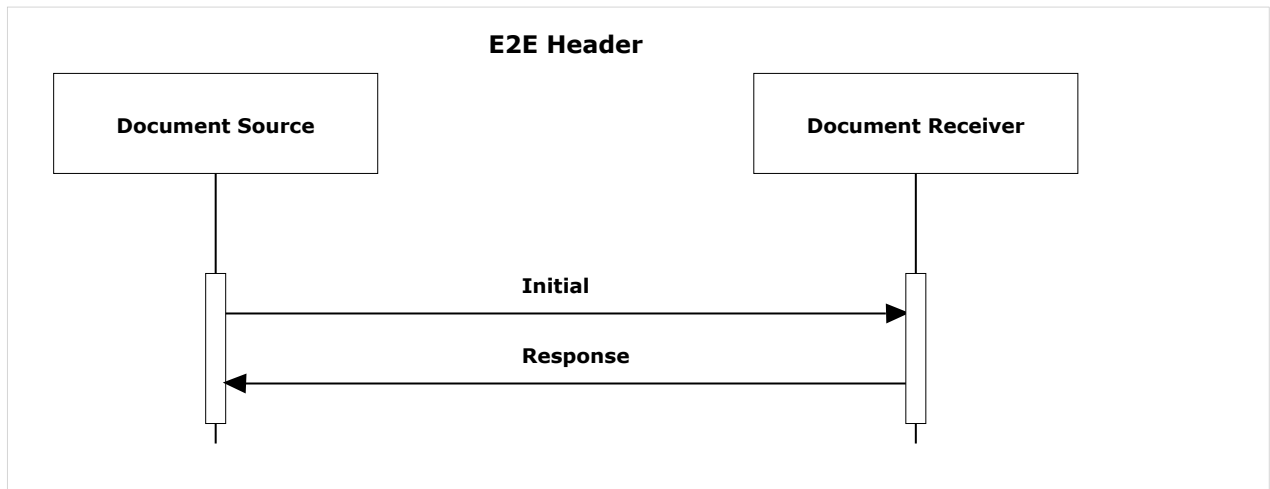 E2E Header
Document Source
Document Receiver
Initial
Response